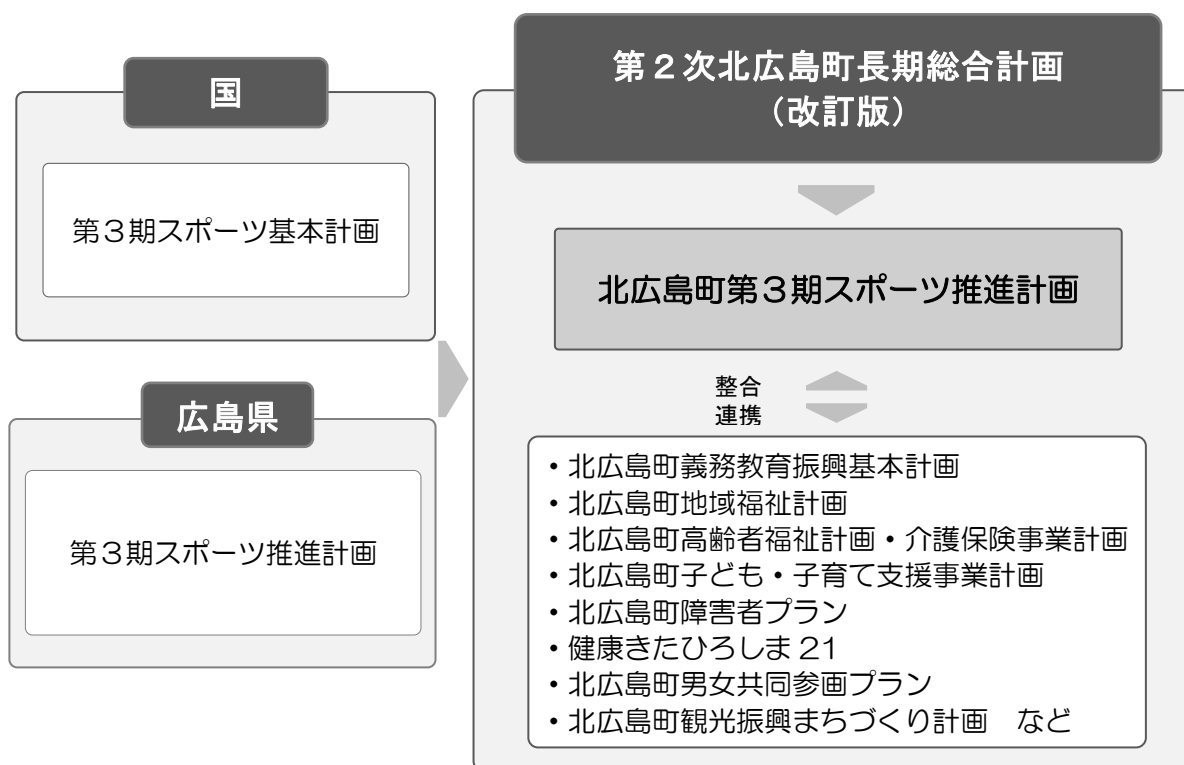 国
第３期スポーツ基本計画
広島県
第３期スポーツ推進計画
第２次北広島町長期総合計画
（改訂版）
北広島町第３期スポーツ推進計画
整合
連携
・北広島町義務教育振興基本計画
・北広島町地域福祉計画
・北広島町高齢者福祉計画・介護保険事業計画
・北広島町子ども・子育て支援事業計画
・北広島町障害者プラン
・健康きたひろしま 21
・北広島町男女共同参画プラン
・北広島町観光振興まちづくり計画　など